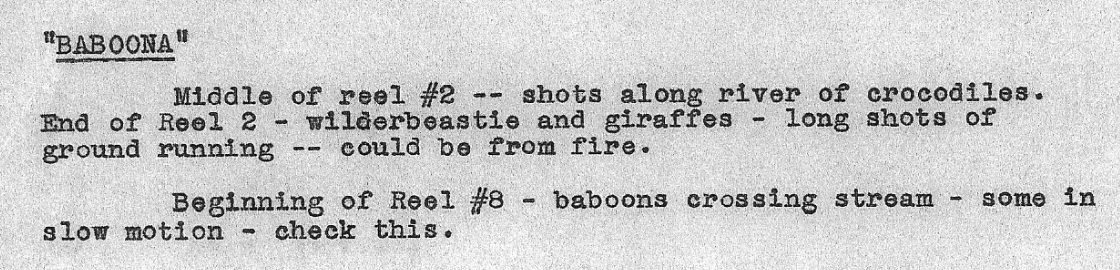 "BABOONA"
Middle of reel #2 -- shots along river of crocodiles.
End of Reel 2 - wilderbeastie and giraffes - long shots of
ground running -- could be from fire.
Beginning of Reel #8 - baboons crossing stream - some in
slow motion - check this.